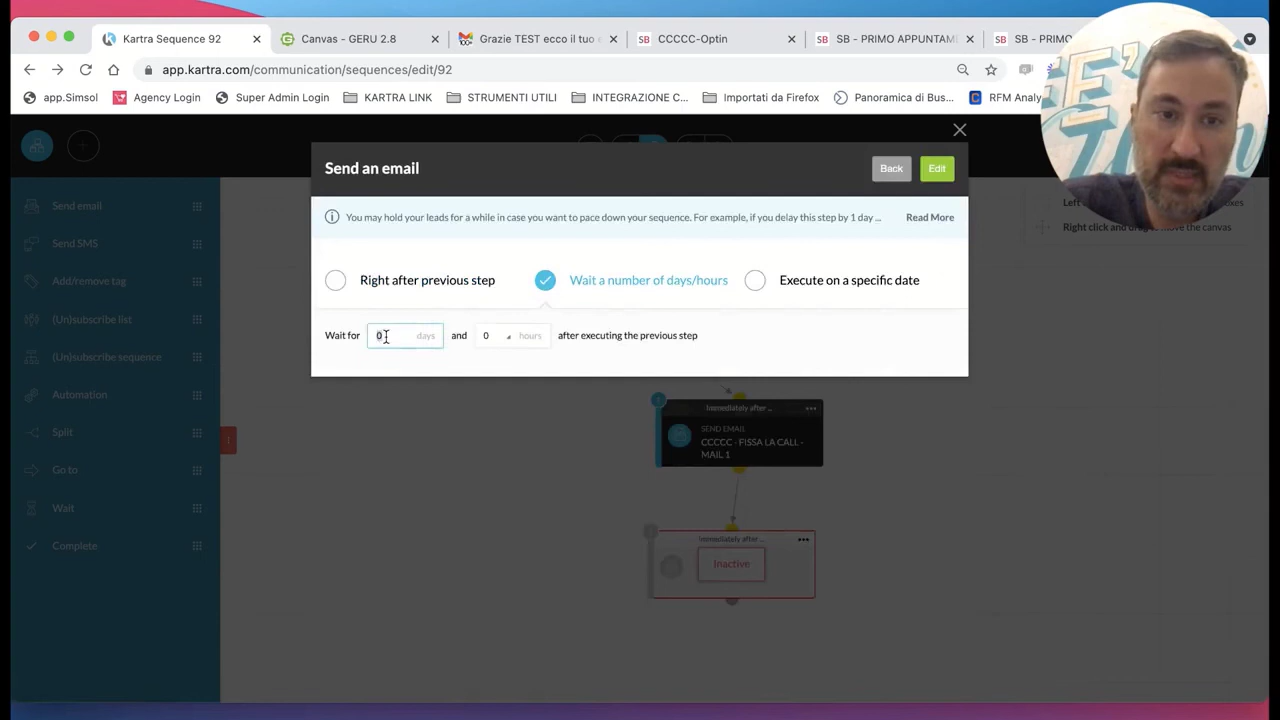 Kartra Sequence 92
Canvas - GERU 2.8
Grazie TEST ecco il tuo
SB CCCCC-Optin
SB SB - PRIMO APPUNTAM
SB SB - PRIMO
app.kartra.com/communication/sequences/edit/92
app.Simsol
Agency Login
Super Admin Login
KARTRA LINK
STRUMENTI UTILI
INTEGRAZIONE C...
Importati da Firefox
Panoramica di Bus...
RFM Analy
Send an email
Back
Edit
You may hold your leads for a while in case you want to pace down your sequence. For example, if you delay this step by 1 day ...
Read More
Right after previous step
Wait a number of days/hours
Execute on a specific date
Wait for 0 days and 0 hours after executing the previous step
Send email
Send SMS
Add/remove tag
(Un)subscribe list
(Un)subscribe sequence
Automation
Split
Go to
Wait
Complete
Left
Right click and drag to move the canvas
Immediately after ...
SEND EMAIL
CCCCC - FISSA LA CALL -
MAIL 1
Immediately after ...
Inactive